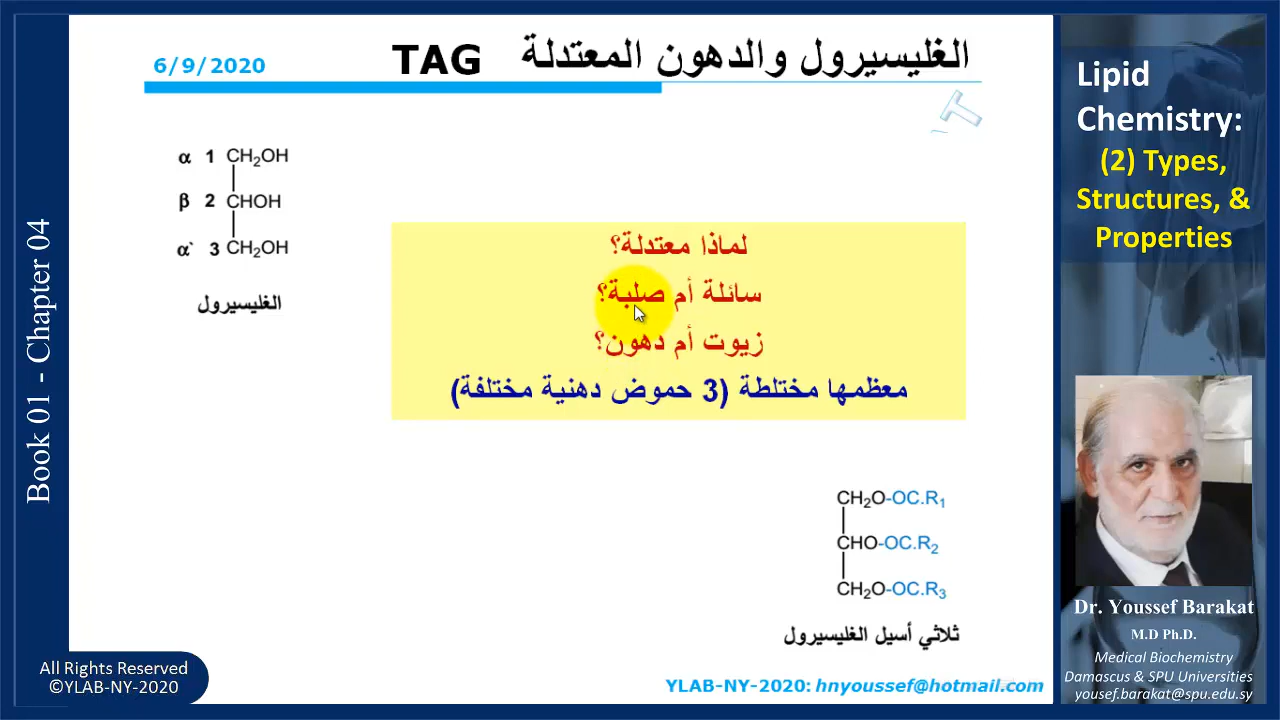 6/9/2020
الغليسيرول والدهون المعتدلة TAG
α 1 CH₂OH
β 2 CHOH
α` 3 CH₂OH
الغليسيرول
لماذا معتدلة؟
سائلة أم صلبة؟
زيوت أم دهون؟
معظمها مختلطة (3 حموض دهنية مختلفة)
CH₂O-OC.R₁
CHO-OC.R₂
CH₂O-OC.R₃
ثلاثي أسيل الغليسيرول
YLAB-NY-2020: hnyoussef@hotmail.com
Book 01 - Chapter 04
All Rights Reserved
©YLAB-NY-2020
Lipid
Chemistry:
(2) Types,
Structures, &
Properties
Dr. Youssef Barakat
M.D Ph.D.
Medical Biochemistry
Damascus & SPU Universities
yousef.barakat@spu.edu.sy